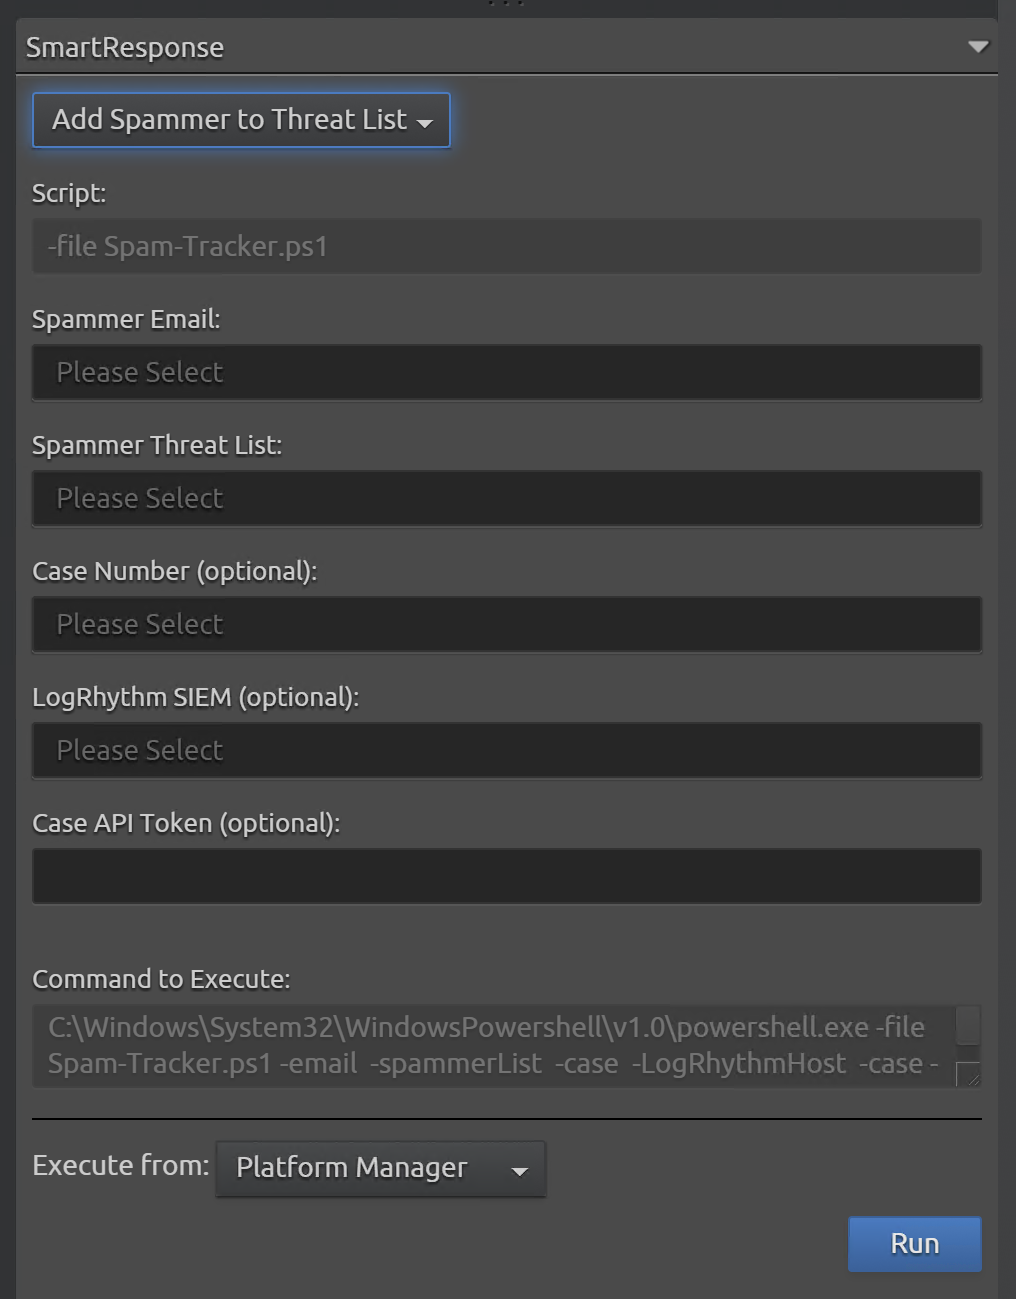 SmartResponse
Add Spammer to Threat List
Script:
-file Spam-Tracker.ps1
Spammer Email:
Please Select
Spammer Threat List:
Please Select
Case Number (optional):
Please Select
LogRhythm SIEM (optional):
Please Select
Case API Token (optional):
Command to Execute:
C:\Windows\System32\WindowsPowershell\v1.0\powershell.exe -file
Spam-Tracker.ps1 -email  -spammerList  -case  -LogRhythmHost  -case -
Execute from: Platform Manager
Run